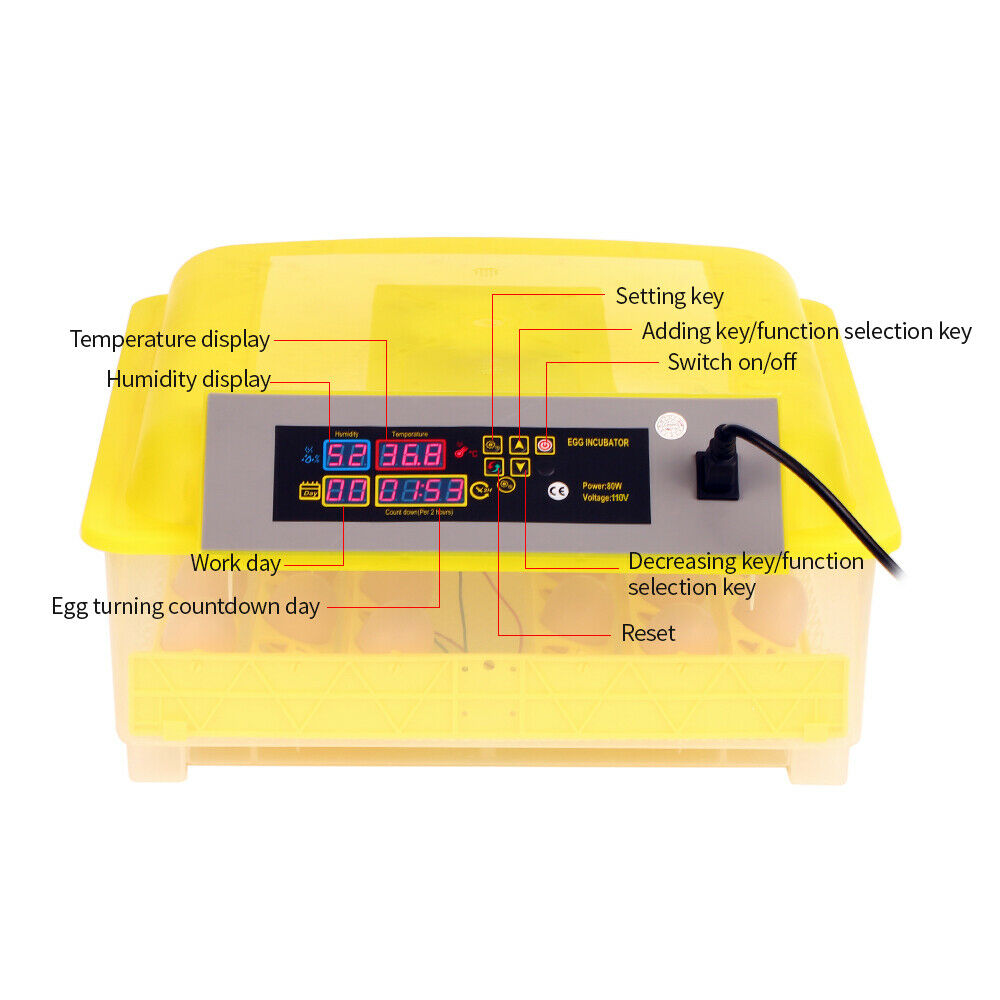 Setting key
Adding key/function selection key
Temperature display
Switch on/off
Humidity display
Humidity
Temperature
52
36.8
°C
EGG INCUBATOR
Day
00
01:53
2H
Power:80W
Voltage:110V
CE
Count down(Per 2 hours)
Work day
Decreasing key/function
selection key
Egg turning countdown day
Reset